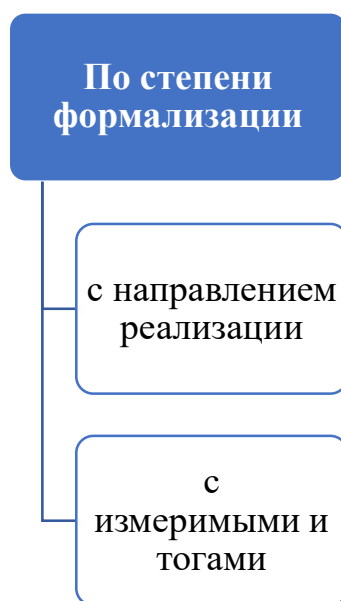 По степени
формализации
с направлением
реализации
с
измеримыми и
тогами